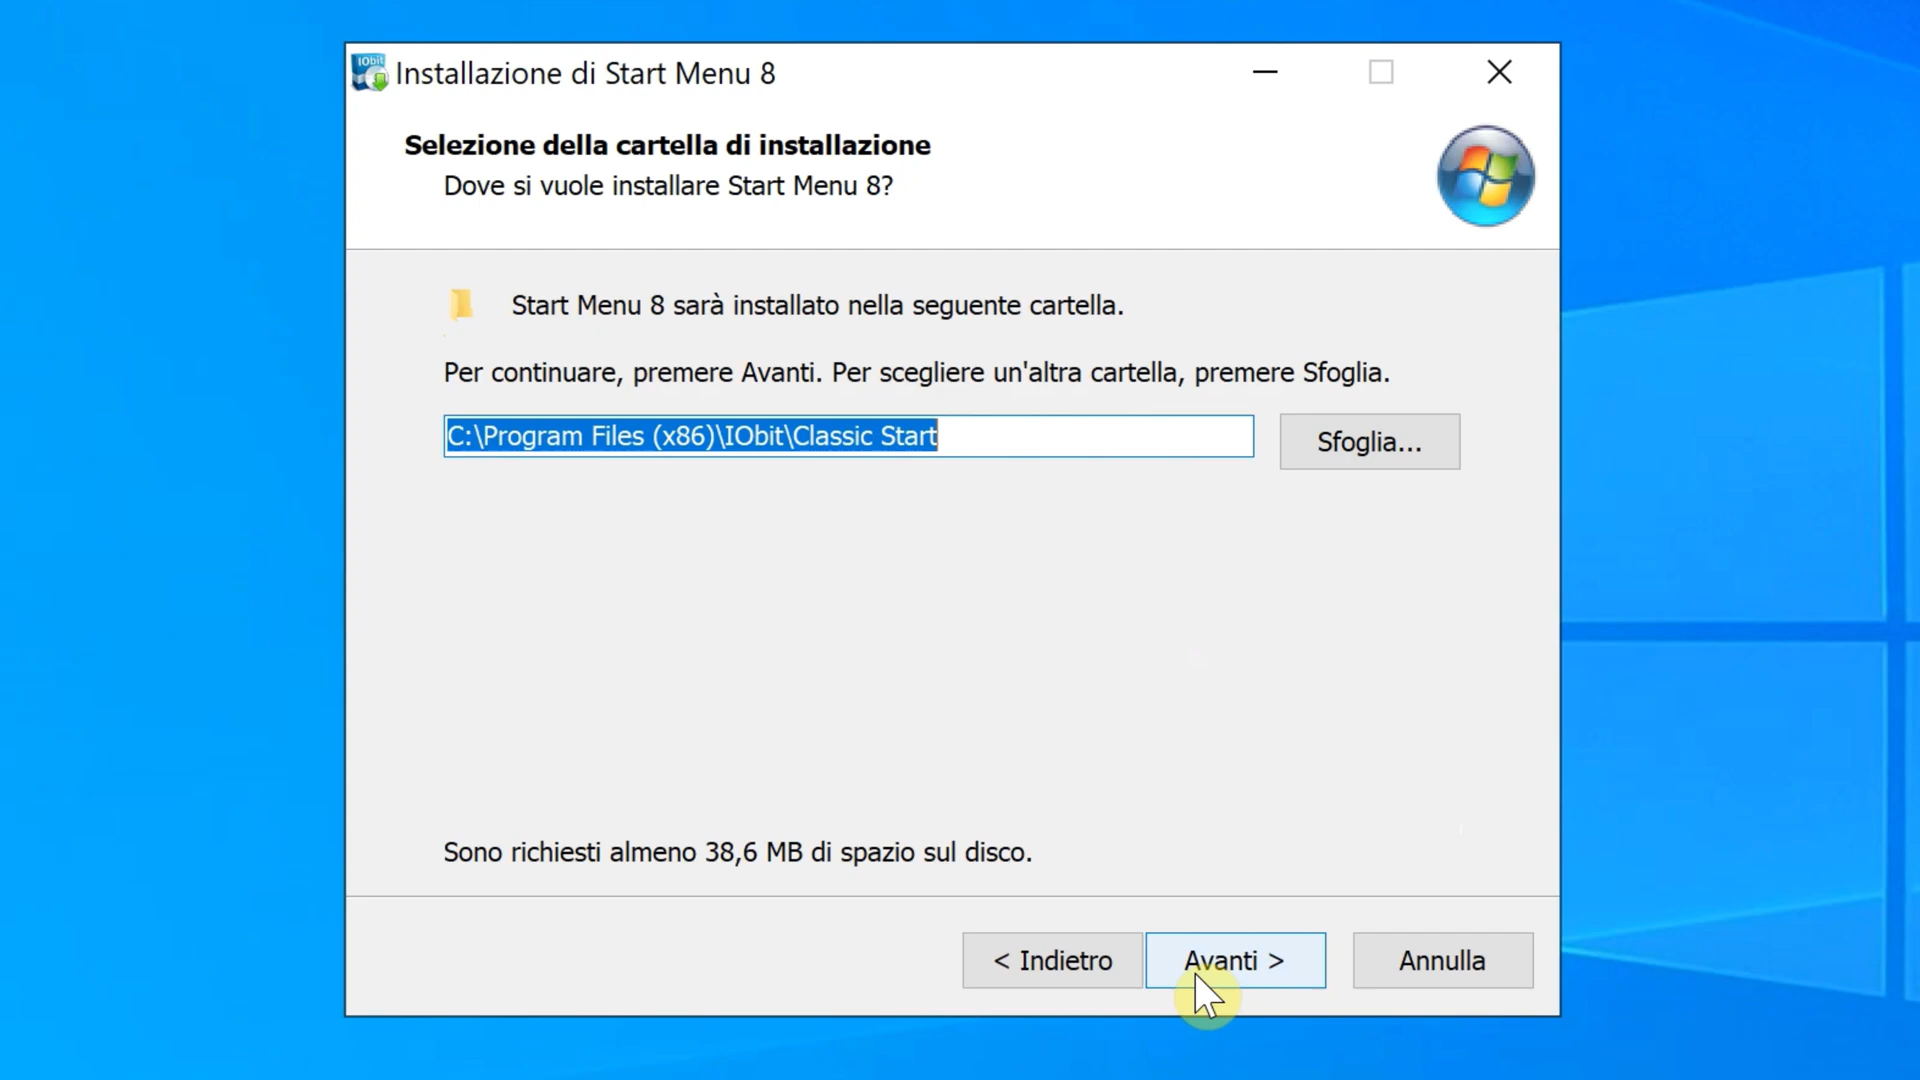 IObit
Installazione di Start Menu 8
Selezione della cartella di installazione
Dove si vuole installare Start Menu 8?
Start Menu 8 sarà installato nella seguente cartella.
Per continuare, premere Avanti. Per scegliere un'altra cartella, premere Sfoglia.
C:\Program Files (x86)\IObit\Classic Start
Sfoglia...
Sono richiesti almeno 38,6 MB di spazio sul disco.
< Indietro
Avanti >
Annulla